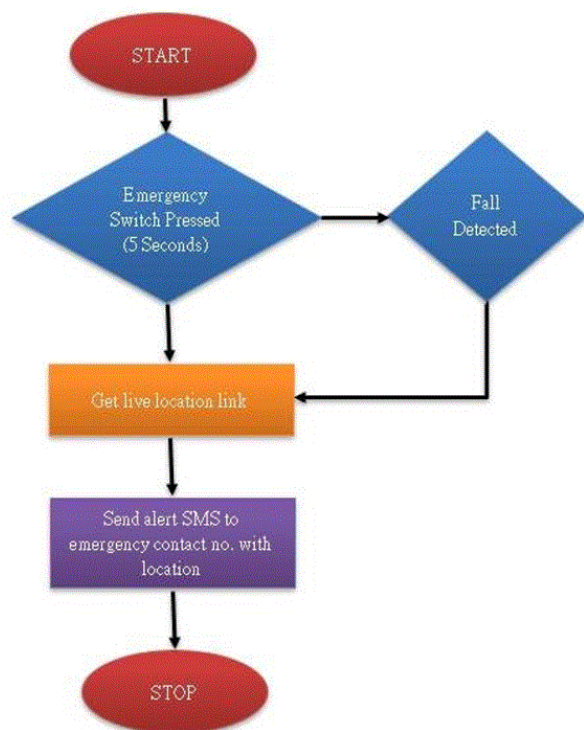 START
Emergency
Switch Pressed
(5 Seconds)
Fall
Detected
Get live location link
Send alert SMS to
emergency contact no. with
location
STOP